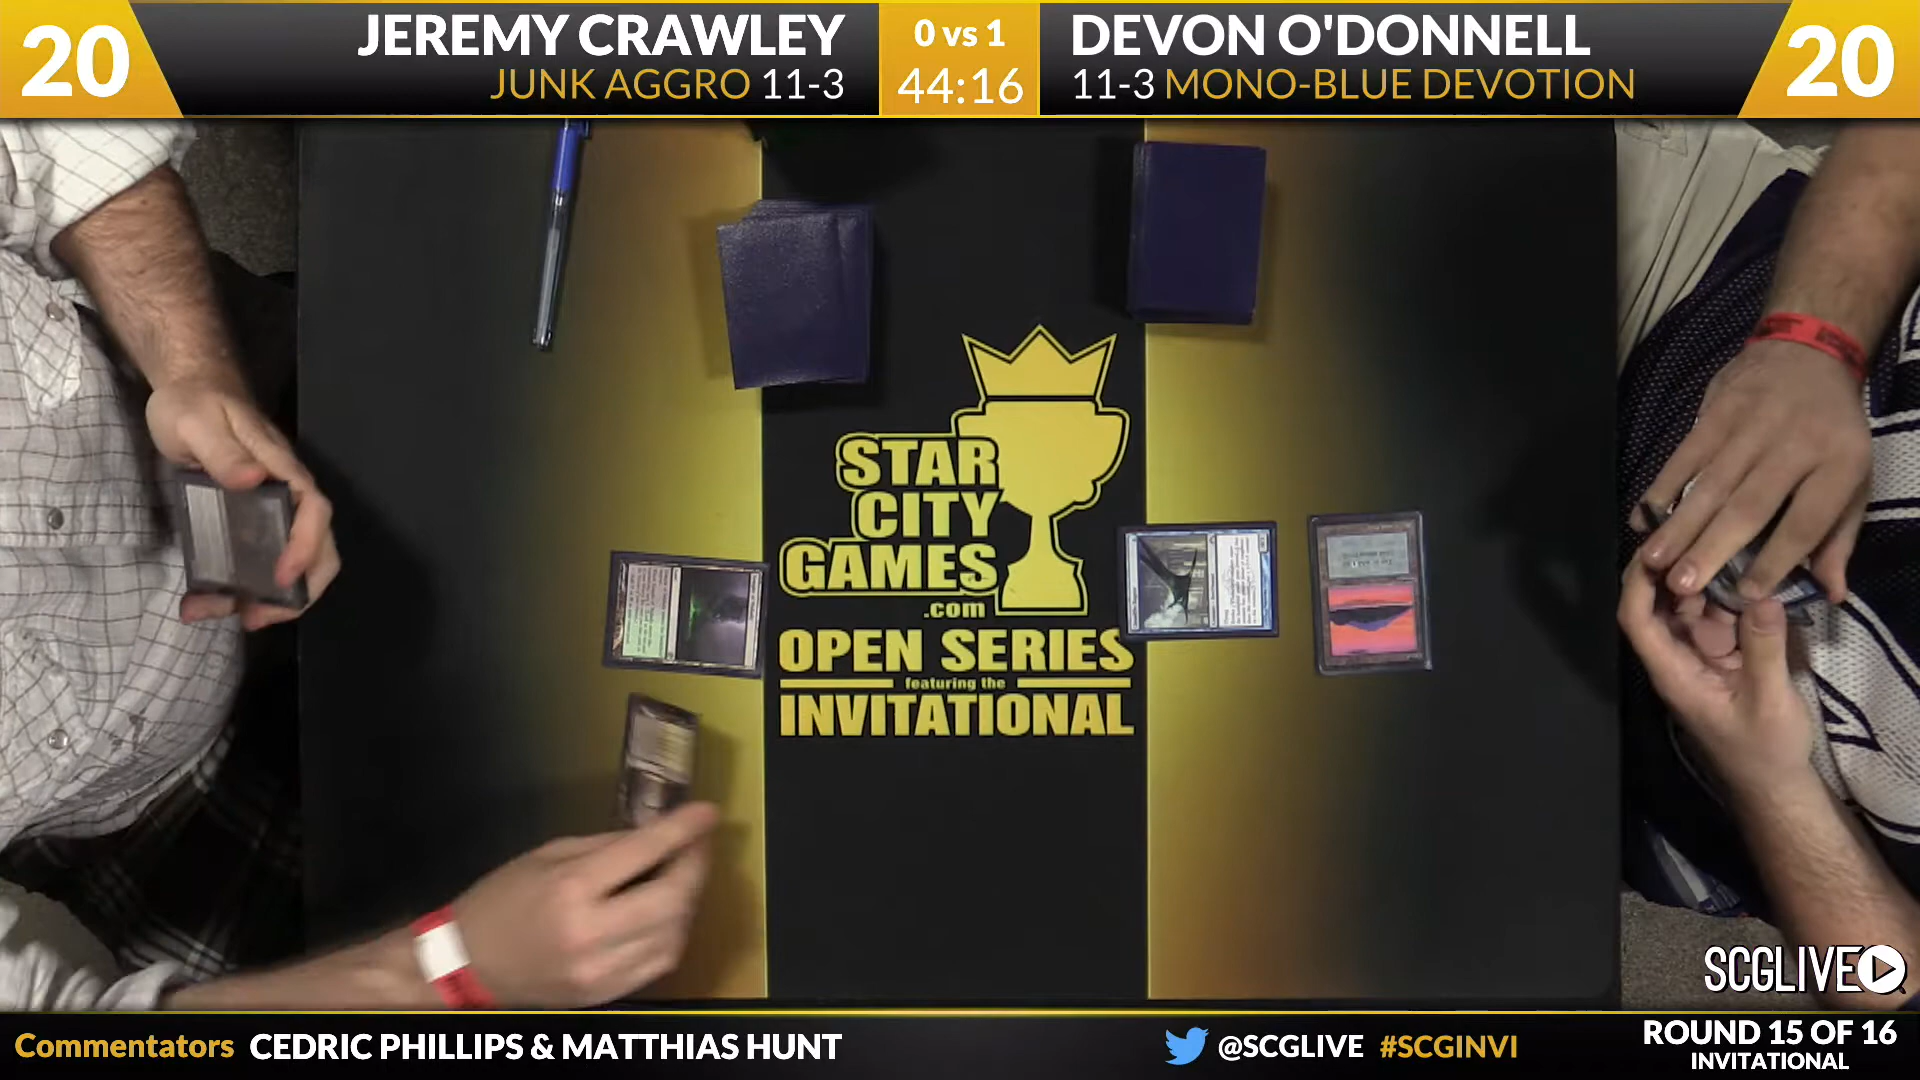 20
JEREMY CRAWLEY
JUNK AGGRO 11-3
0 vs 1
44:16
DEVON O'DONNELL
11-3 MONO-BLUE DEVOTION
20
STAR
CITY
GAMES
.com
OPEN SERIES
featuring the
INVITATIONAL
SCGLIVE
Commentators CEDRIC PHILLIPS & MATTHIAS HUNT
@SCGLIVE #SCGINVI
ROUND 15 OF 16
INVITATIONAL